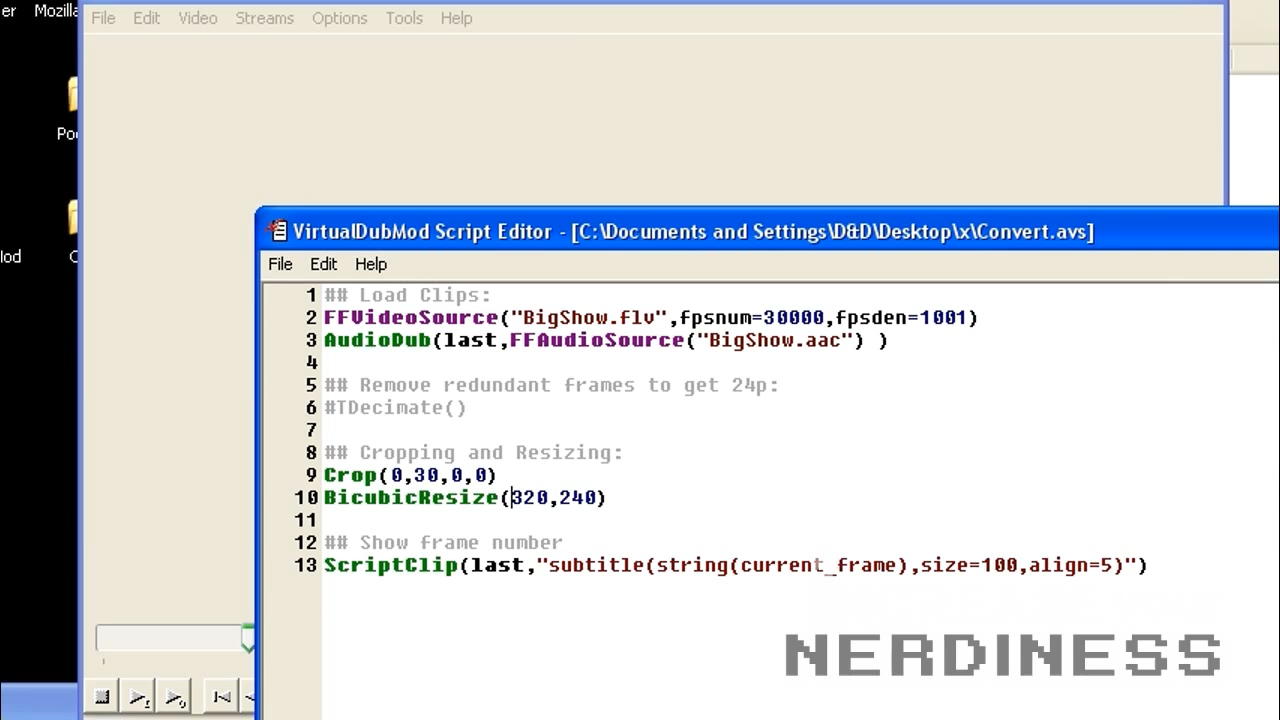 er Mozilla
File Edit Video Streams Options Tools Help
Poo
lod C
VirtualDubMod Script Editor - [C:\Documents and Settings\D&D\Desktop\x\Convert.avs]
File Edit Help
1 ## Load Clips:
2 FFVideoSource("BigShow.flv",fpsnum=30000,fpsden=1001)
3 AudioDub(last,FFAudioSource("BigShow.aac") )
4
5 ## Remove redundant frames to get 24p:
6 #TDecimate()
7
8 ## Cropping and Resizing:
9 Crop(0,30,0,0)
10 BicubicResize(320,240)
11
12 ## Show frame number
13 ScriptClip(last,"subtitle(string(current_frame),size=100,align=5)")
NERDINESS